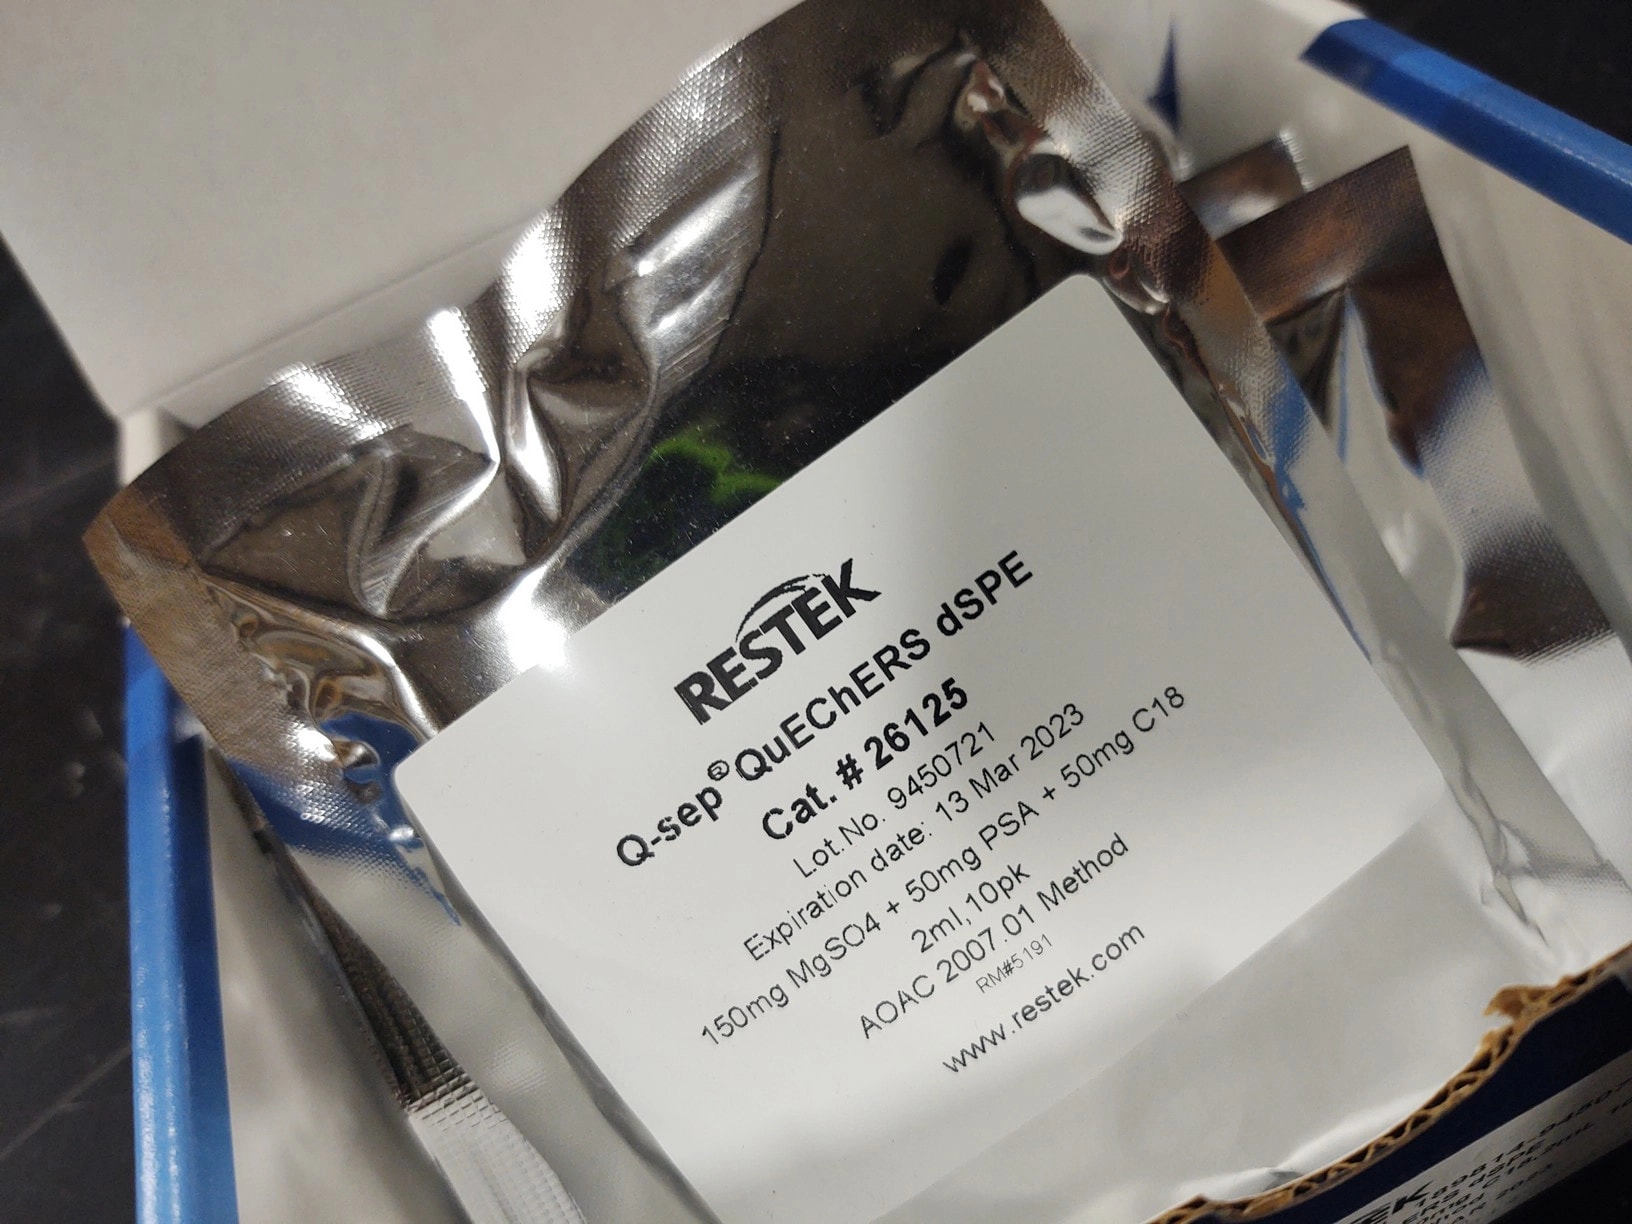 RESTEK
Q-sep® QuEChERS dSPE
Cat. # 26125
Lot.No. 9450721
Expiration date: 13 Mar 2023
150mg MgSO4 + 50mg PSA + 50mg C18
2ml,10pk
AOAC 2007.01 Method
RM#5191
www.restek.com